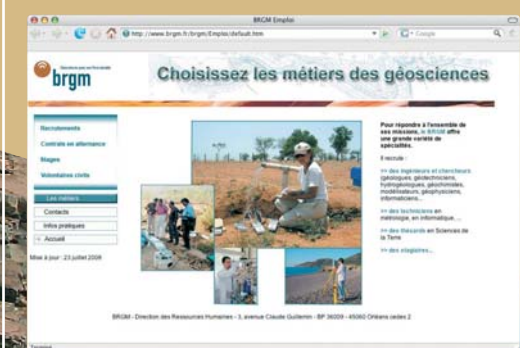 BRGM Emploi
http://www.brgm.fr/brgm/Emploi/default.htm
Google
brgm
Choisissez les métiers des géosciences
Recrutements
Contrats en alternance
Stages
Volontaires civils
Les métiers
Contacts
Infos pratiques
Accueil
Mise à jour : 23 juillet 2008
Pour répondre à l'ensemble de
ses missions, le BRGM offre
une grande variété de
spécialités.
Il recrute :
>> des ingénieurs et chercheurs
(géologues, géotechniciens,
hydrogéologues, géochimistes,
modélisateurs, géophysiciens,
informaticiens...
>> des techniciens en
métrologie, en informatique, ...
>> des thésards en Sciences de
la Terre
>> des stagiaires...
BRGM - Direction des Ressources Humaines - 3, avenue Claude Guillemin - BP 36009 - 45060 Orléans cedex 2
Terminé